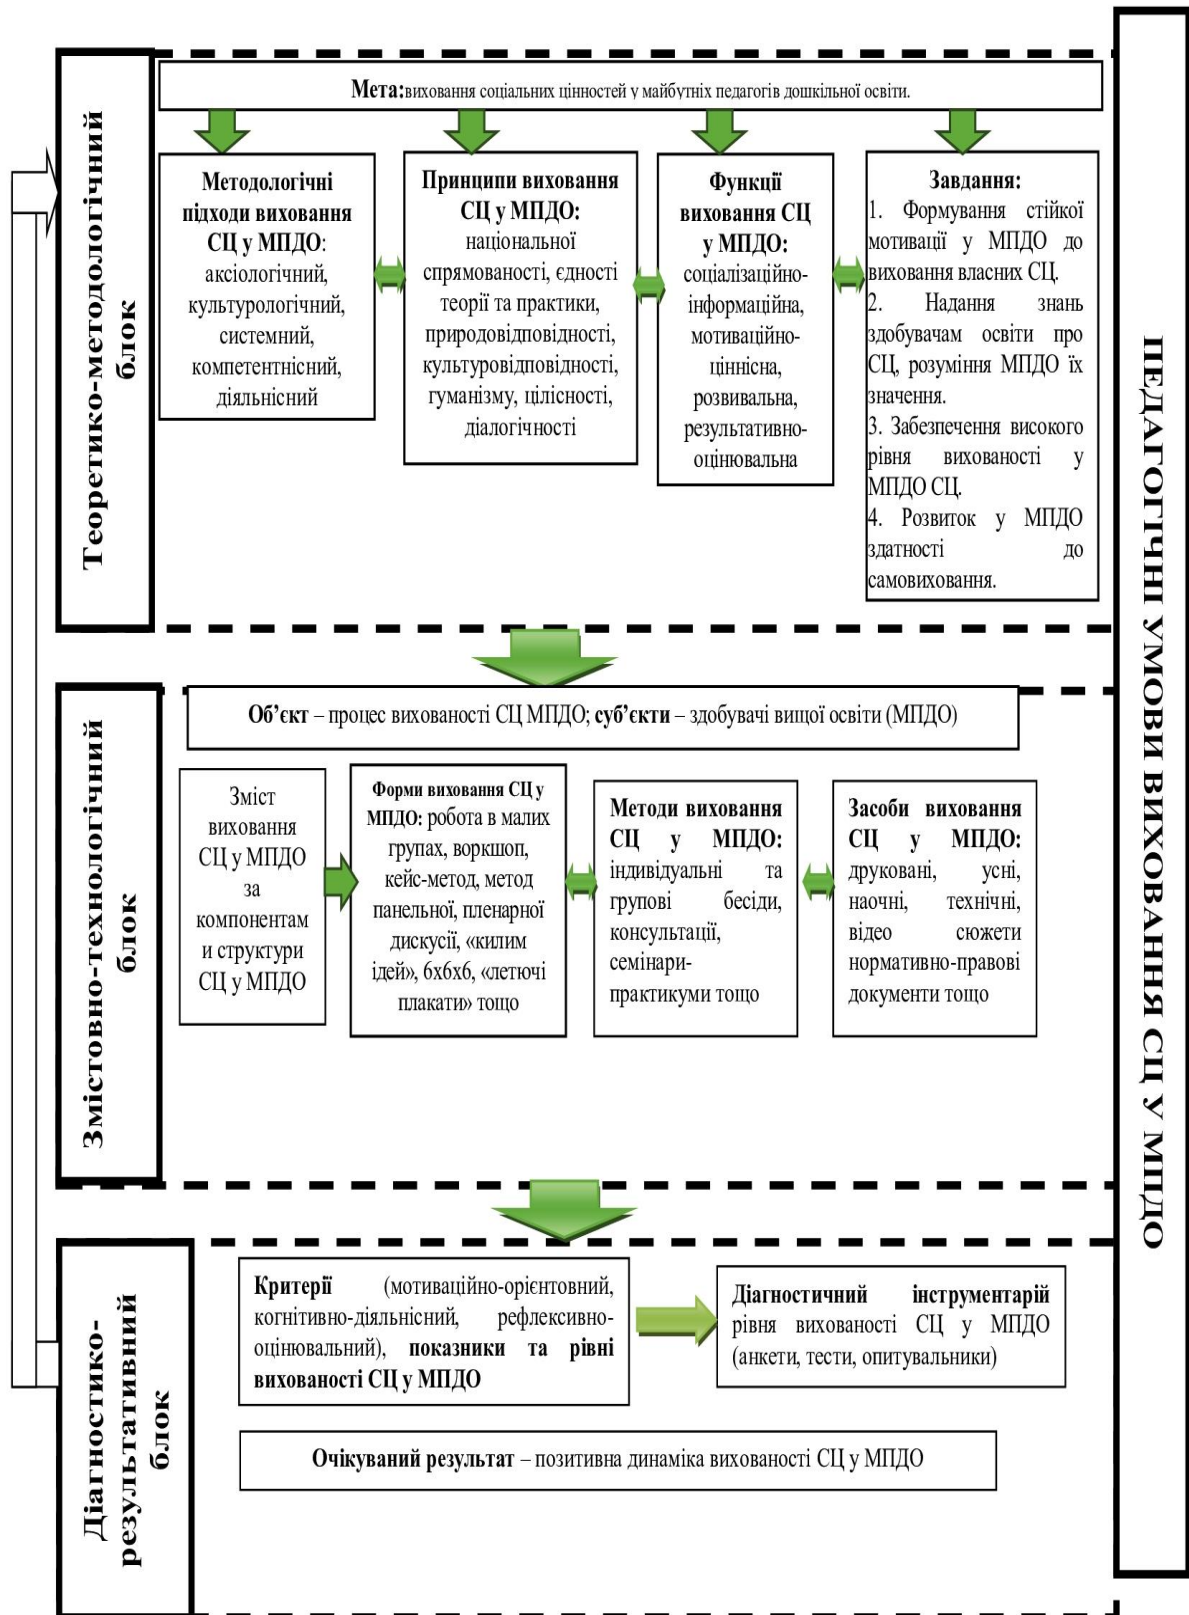 Теоретико-методологічний
блок
Мета:виховання соціальних цінностей у майбутніх педагогів дошкільної освіти.
Методологічні
підходи виховання
СЦ у МПДО:
аксіологічний,
культурологічний,
системний,
компетентнісний,
діяльнісний
Принципи виховання
СЦ у МПДО:
національної
спрямованості, єдності
теорії та практики,
природовідповідності,
культуровідповідності,
гуманізму, цілісності,
діалогічності
Функції
виховання СЦ
у МПДО:
соціалізаційно-
інформаційна,
мотиваційно-
ціннісна,
розвивальна,
результативно-
оцінювальна
Завдання:
1. Формування стійкої
мотивації у МПДО до
виховання власних СЦ.
2. Надання знань
здобувачам освіти про
СЦ, розуміння МПДО їх
значення.
3. Забезпечення високого
рівня вихованості у
МПДО СЦ.
4. Розвиток у МПДО
здатності до
самовиховання.
Змістовно-технологічний
блок
Об’єкт – процес вихованості СЦ МПДО; суб’єкти – здобувачі вищої освіти (МПДО)
Зміст
виховання
СЦ у МПДО
за
компонентам
и структури
СЦ у МПДО
Форми виховання СЦ у
МПДО: робота в малих
групах, воркшоп,
кейс-метод, метод
панельної, пленарної
дискусії, «килим
ідей», 6х6х6, «летючі
плакати» тощо
Методи виховання
СЦ у МПДО:
індивідуальні та
групові бесіди,
консультації,
семінари-
практикуми тощо
Засоби виховання
СЦ у МПДО:
друковані, усні,
наочні, технічні,
відео сюжети
нормативно-правові
документи тощо
Діагностико-
результативний
блок
Критерії (мотиваційно-орієнтовний,
когнітивно-діяльнісний, рефлексивно-
оцінювальний), показники та рівні
вихованості СЦ у МПДО
Діагностичний інструментарій
рівня вихованості СЦ у МПДО
(анкети, тести, опитувальники)
Очікуваний результат – позитивна динаміка вихованості СЦ у МПДО
ПЕДАГОГІЧНІ УМОВИ ВИХОВАННЯ СЦ У МПДО